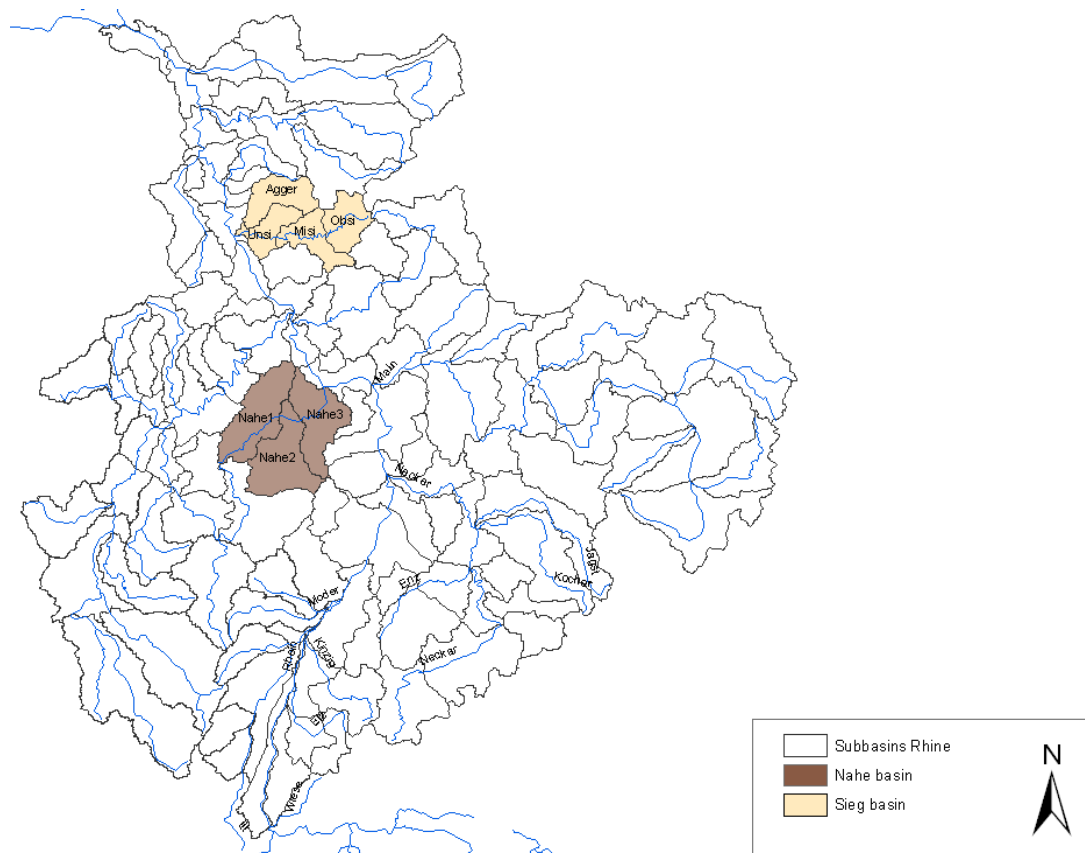 Agger
Obsi
Unsi
Misi
Main
Nahe1
Nahe3
Nahe2
Neckar
Jagst
Kocher
Enz
Moder
Rhein
Kinzig
Neckar
Elz
Wiese
Ill
Subbasins Rhine
Nahe basin
Sieg basin
N